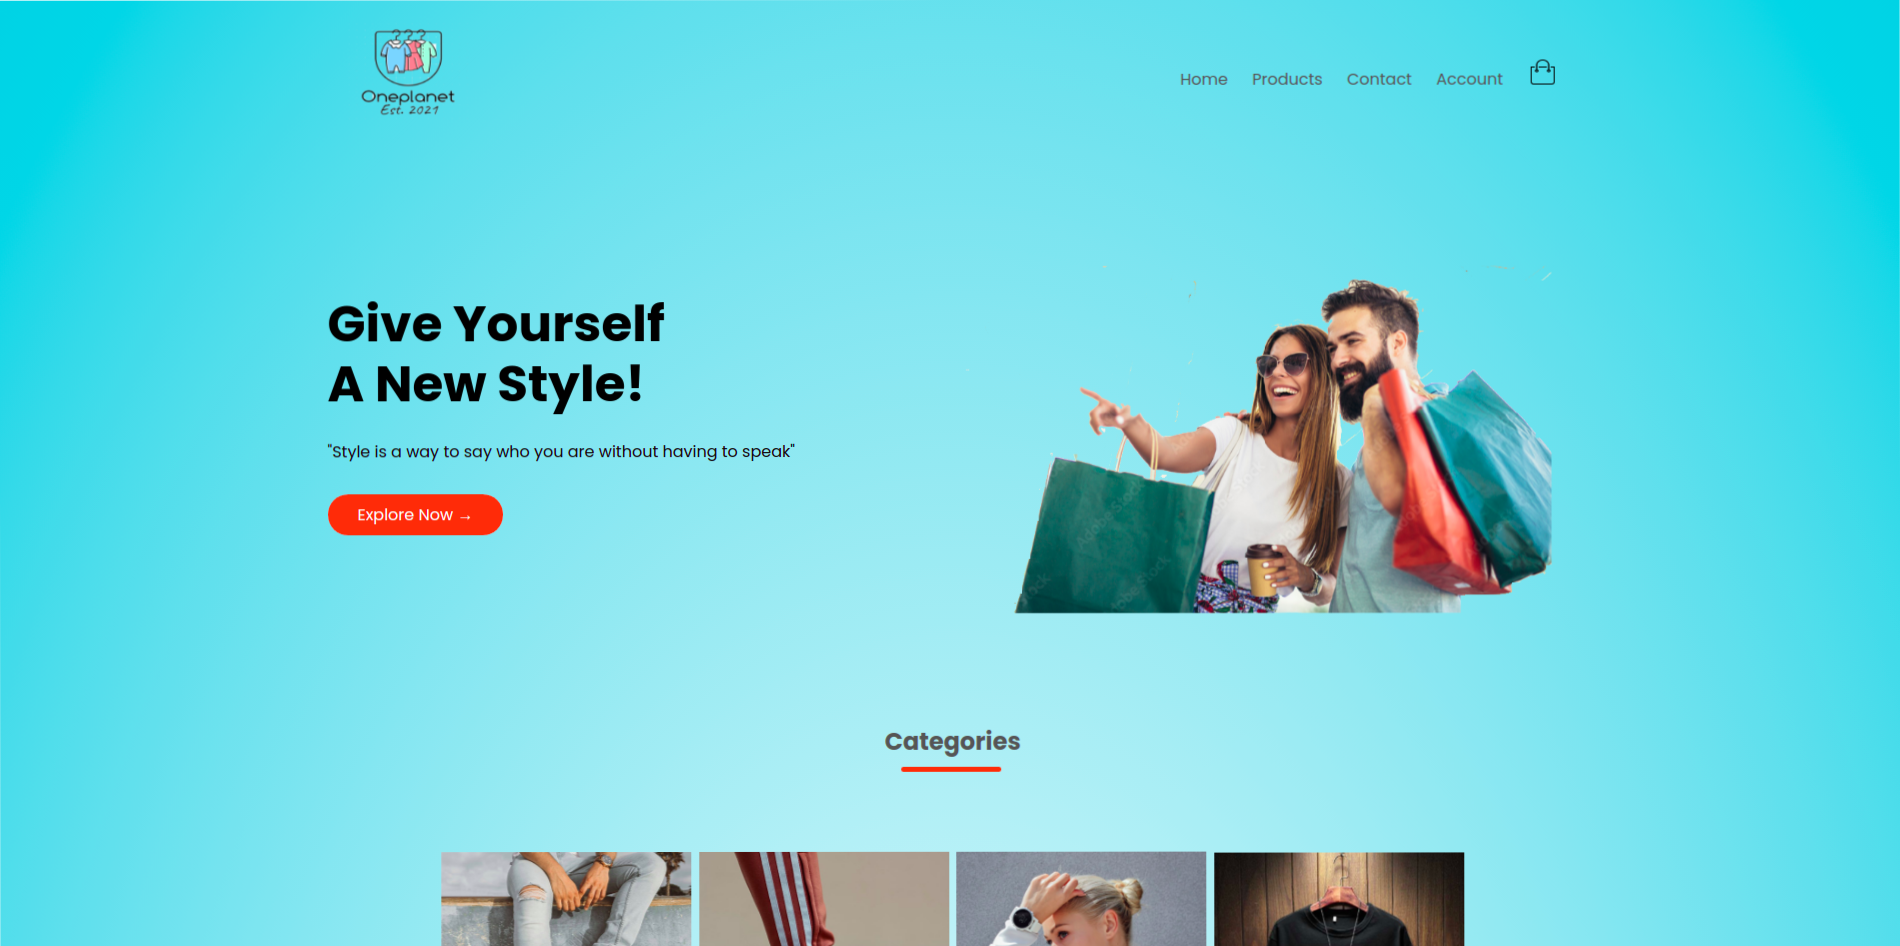 Oneplanet
Est. 2021
Home Products Contact Account
Give Yourself
A New Style!
"Style is a way to say who you are without having to speak"
Explore Now →
Categories